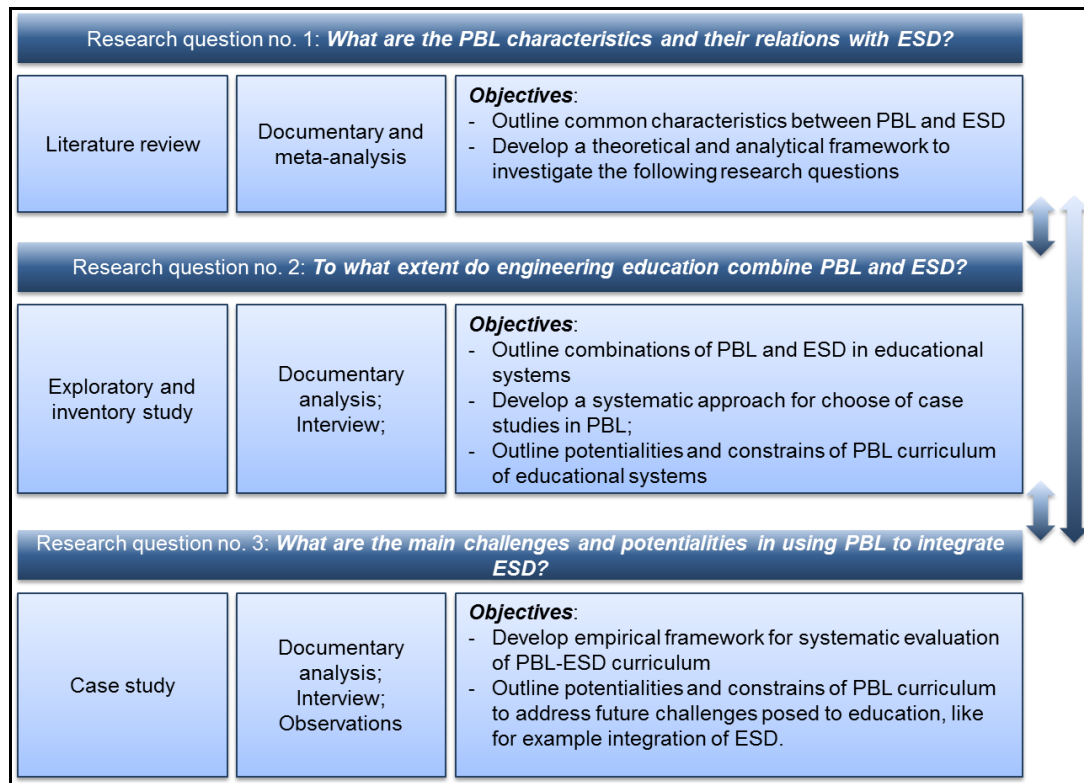 Research question no. 1: What are the PBL characteristics and their relations with ESD?
Literature review
Documentary and
meta-analysis
Objectives:
- Outline common characteristics between PBL and ESD
- Develop a theoretical and analytical framework to
investigate the following research questions
Research question no. 2: To what extent do engineering education combine PBL and ESD?
Exploratory and
inventory study
Documentary
analysis;
Interview;
Objectives:
- Outline combinations of PBL and ESD in educational
systems
- Develop a systematic approach for choose of case
studies in PBL;
- Outline potentialities and constrains of PBL curriculum
of educational systems
Research question no. 3: What are the main challenges and potentialities in using PBL to integrate
ESD?
Case study
Documentary
analysis;
Interview;
Observations
Objectives:
- Develop empirical framework for systematic evaluation
of PBL-ESD curriculum
- Outline potentialities and constrains of PBL curriculum
to address future challenges posed to education, like
for example integration of ESD.